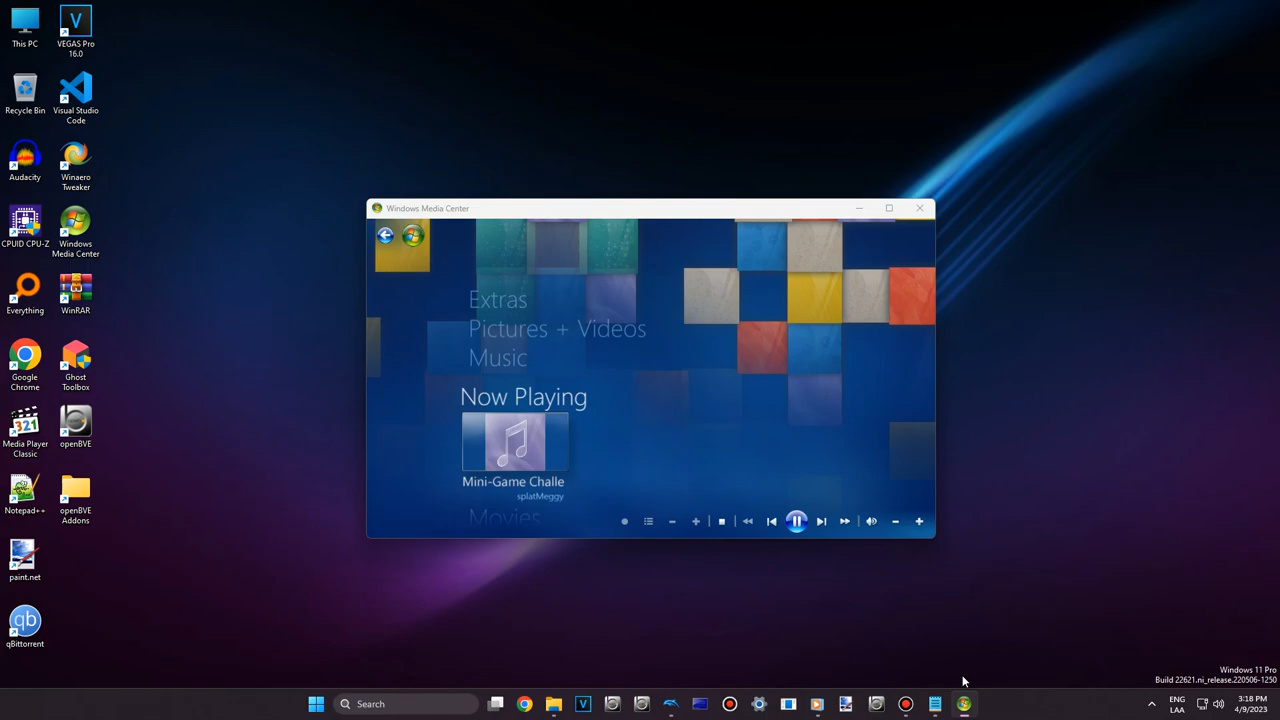 This PC
VEGAS Pro
16.0
Recycle Bin
Visual Studio
Code
Audacity
Winaero
Tweaker
CPUID CPU-Z
Windows
Media Center
Everything
WinRAR
Google
Chrome
Ghost
Toolbox
Media Player
Classic
openBVE
Notepad++
openBVE
Addons
paint.net
qBittorrent
Windows Media Center
Extras
Pictures + Videos
Music
Now Playing
Mini-Game Challe
splatMeggy
Movies
Windows 11 Pro
Build 22621.ni_release.220506-1250
Search
ENG
LAA
3:18 PM
4/9/2023